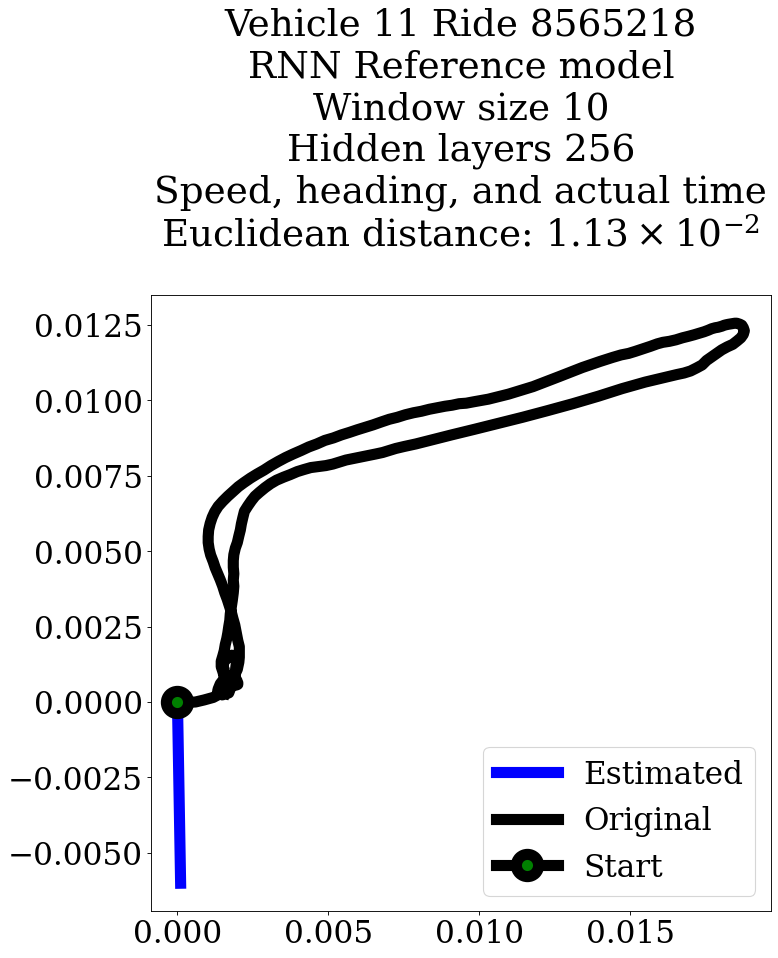 Vehicle 11 Ride 8565218
RNN Reference model
Window size 10
Hidden layers 256
Speed, heading, and actual time
Euclidean distance: 1.13 × 10⁻²
0.0125
0.0100
0.0075
0.0050
0.0025
0.0000
−0.0025
−0.0050
Estimated
Original
Start
0.000 0.005 0.010 0.015